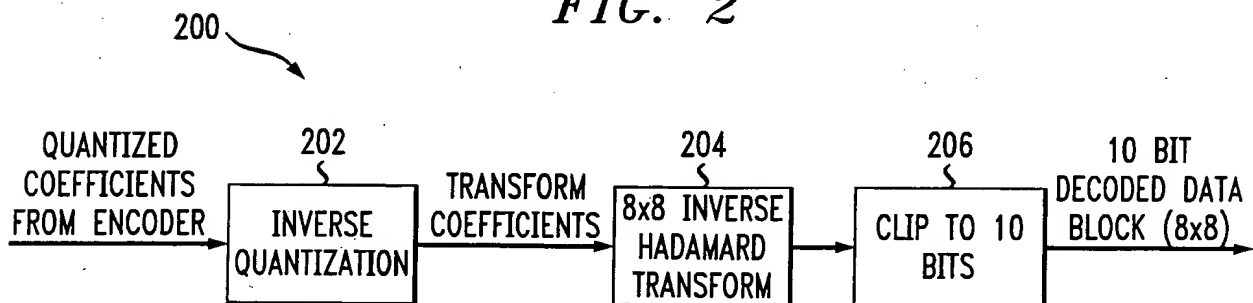 FIG. 2
200
QUANTIZED
COEFFICIENTS
FROM ENCODER
202
INVERSE
QUANTIZATION
TRANSFORM
COEFFICIENTS
204
8x8 INVERSE
HADAMARD
TRANSFORM
206
CLIP TO 10
BITS
10 BIT
DECODED DATA
BLOCK (8x8)